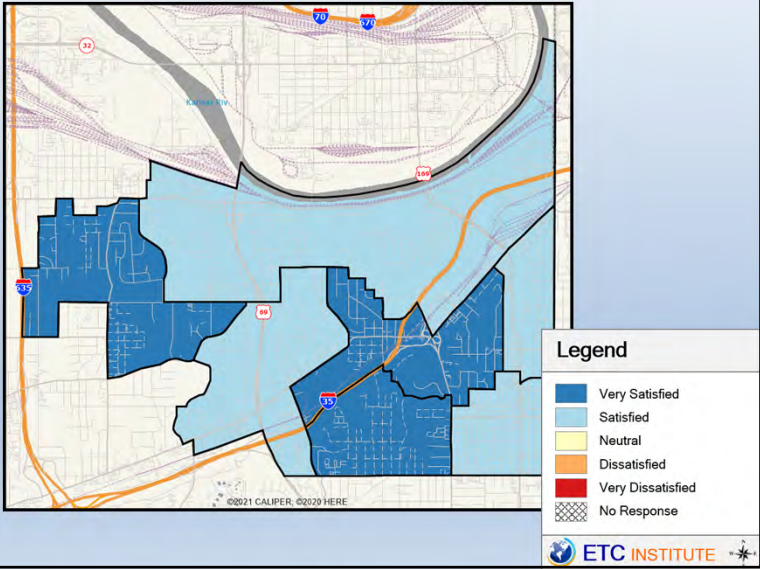 70
670
32
Kansas Riv
169
635
69
35
©2021 CALIPER; ©2020 HERE
Legend
Very Satisfied
Satisfied
Neutral
Dissatisfied
Very Dissatisfied
No Response
ETC INSTITUTE
N
W
E
S